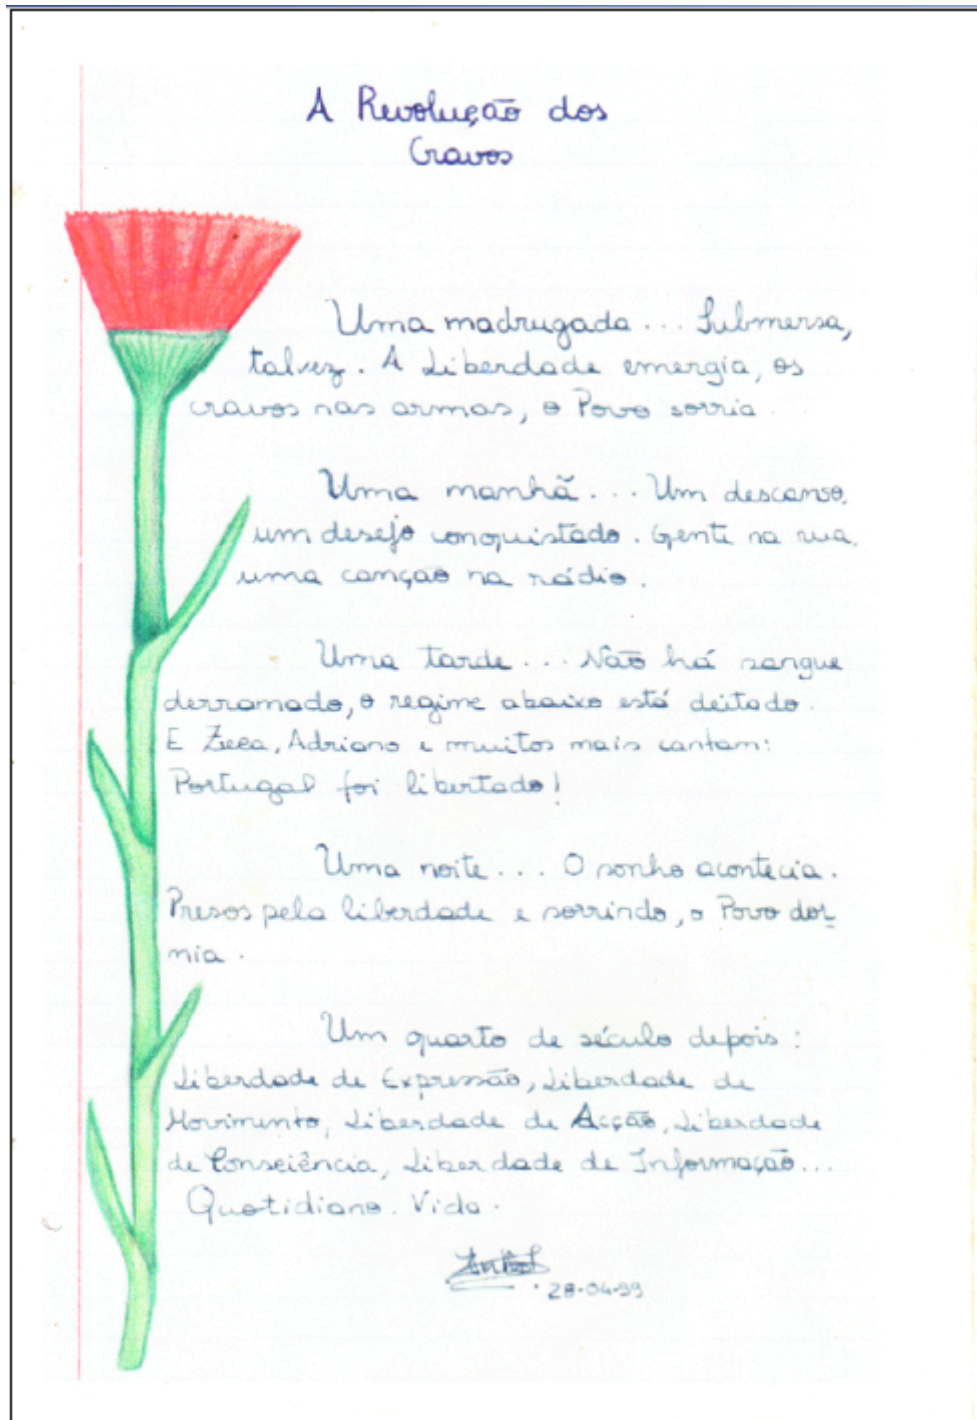 A Revolução dos
Cravos
Uma madrugada... Submersa,
talvez. A Liberdade emergia, os
cravos nas armas, o Povo sorria.
Uma manhã... Um descanso,
um desejo conquistado. Gente na rua,
uma canção na rádio.
Uma tarde... Não há sangue
derramado, o regime abaixo está deitado.
E Zeca, Adriano e muitos mais cantam:
Portugal foi libertado!
Uma noite... O sonho acontecia.
Presos pela liberdade e sorrindo, o Povo dor-
mia.
Um quarto de século depois:
Liberdade de Expressão, Liberdade de
Movimento, Liberdade de Acção, Liberdade
de Consciência, Liberdade de Informação...
Quotidiano. Vida.
28-04-99